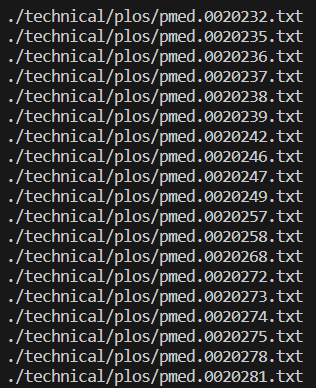 ./technical/plos/pmed.0020232.txt
./technical/plos/pmed.0020235.txt
./technical/plos/pmed.0020236.txt
./technical/plos/pmed.0020237.txt
./technical/plos/pmed.0020238.txt
./technical/plos/pmed.0020239.txt
./technical/plos/pmed.0020242.txt
./technical/plos/pmed.0020246.txt
./technical/plos/pmed.0020247.txt
./technical/plos/pmed.0020249.txt
./technical/plos/pmed.0020257.txt
./technical/plos/pmed.0020258.txt
./technical/plos/pmed.0020268.txt
./technical/plos/pmed.0020272.txt
./technical/plos/pmed.0020273.txt
./technical/plos/pmed.0020274.txt
./technical/plos/pmed.0020275.txt
./technical/plos/pmed.0020278.txt
./technical/plos/pmed.0020281.txt